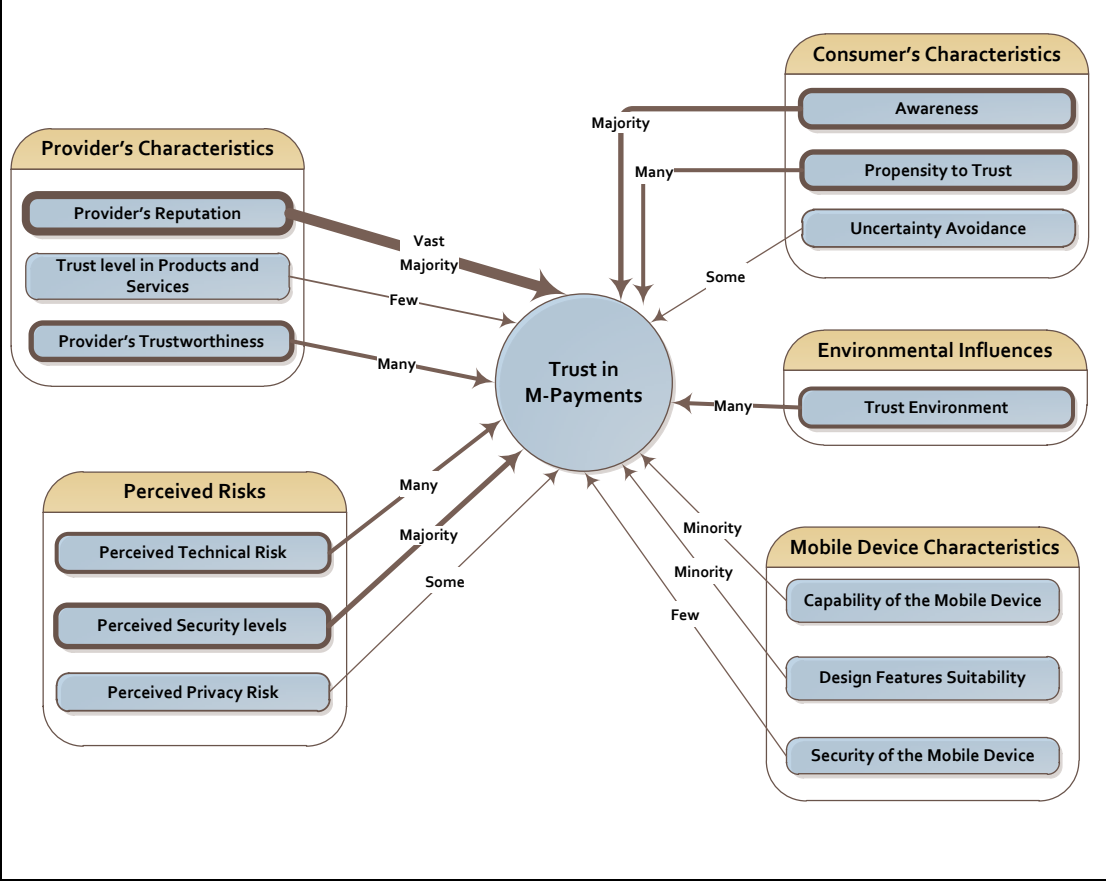 Consumer's Characteristics
Awareness
Majority
Propensity to Trust
Many
Uncertainty Avoidance
Some
Provider's Characteristics
Provider's Reputation
Vast
Majority
Trust level in Products and
Services
Few
Provider's Trustworthiness
Many
Trust in
M-Payments
Environmental Influences
Trust Environment
Many
Perceived Risks
Perceived Technical Risk
Many
Perceived Security levels
Majority
Perceived Privacy Risk
Some
Mobile Device Characteristics
Capability of the Mobile Device
Minority
Design Features Suitability
Minority
Security of the Mobile Device
Few